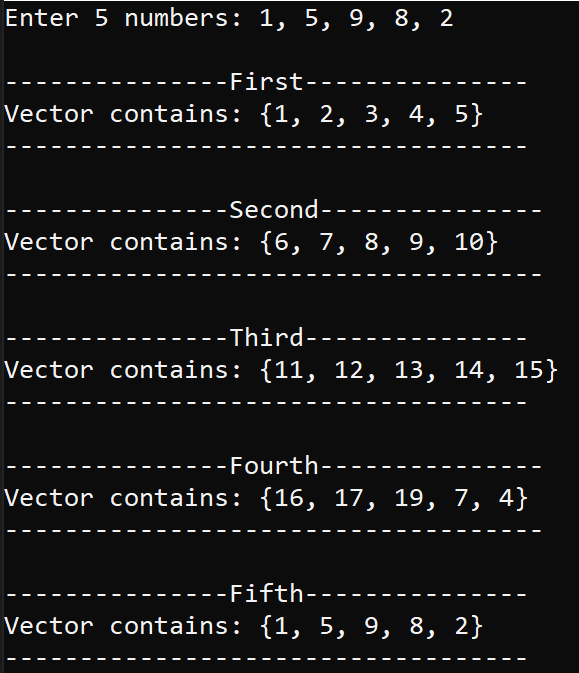 Enter 5 numbers: 1, 5, 9, 8, 2
---------------First---------------
Vector contains: {1, 2, 3, 4, 5}
-----------------------------------
---------------Second---------------
Vector contains: {6, 7, 8, 9, 10}
------------------------------------
---------------Third---------------
Vector contains: {11, 12, 13, 14, 15}
-----------------------------------
---------------Fourth---------------
Vector contains: {16, 17, 19, 7, 4}
------------------------------------
---------------Fifth---------------
Vector contains: {1, 5, 9, 8, 2}
-----------------------------------